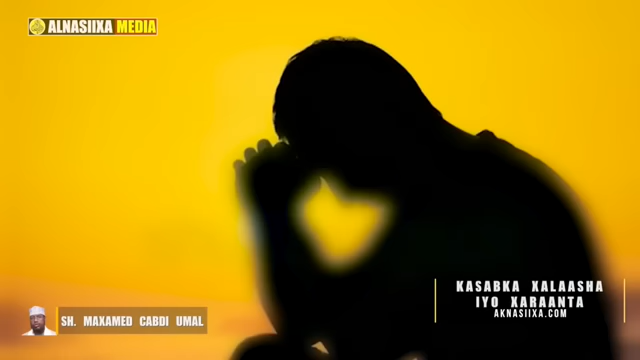 ALNASIIXA MEDIA
KASABKA XALAASHA
IYO XARAANTA
AKNASIIXA.COM
SH. MAXAMED CABDI UMAL